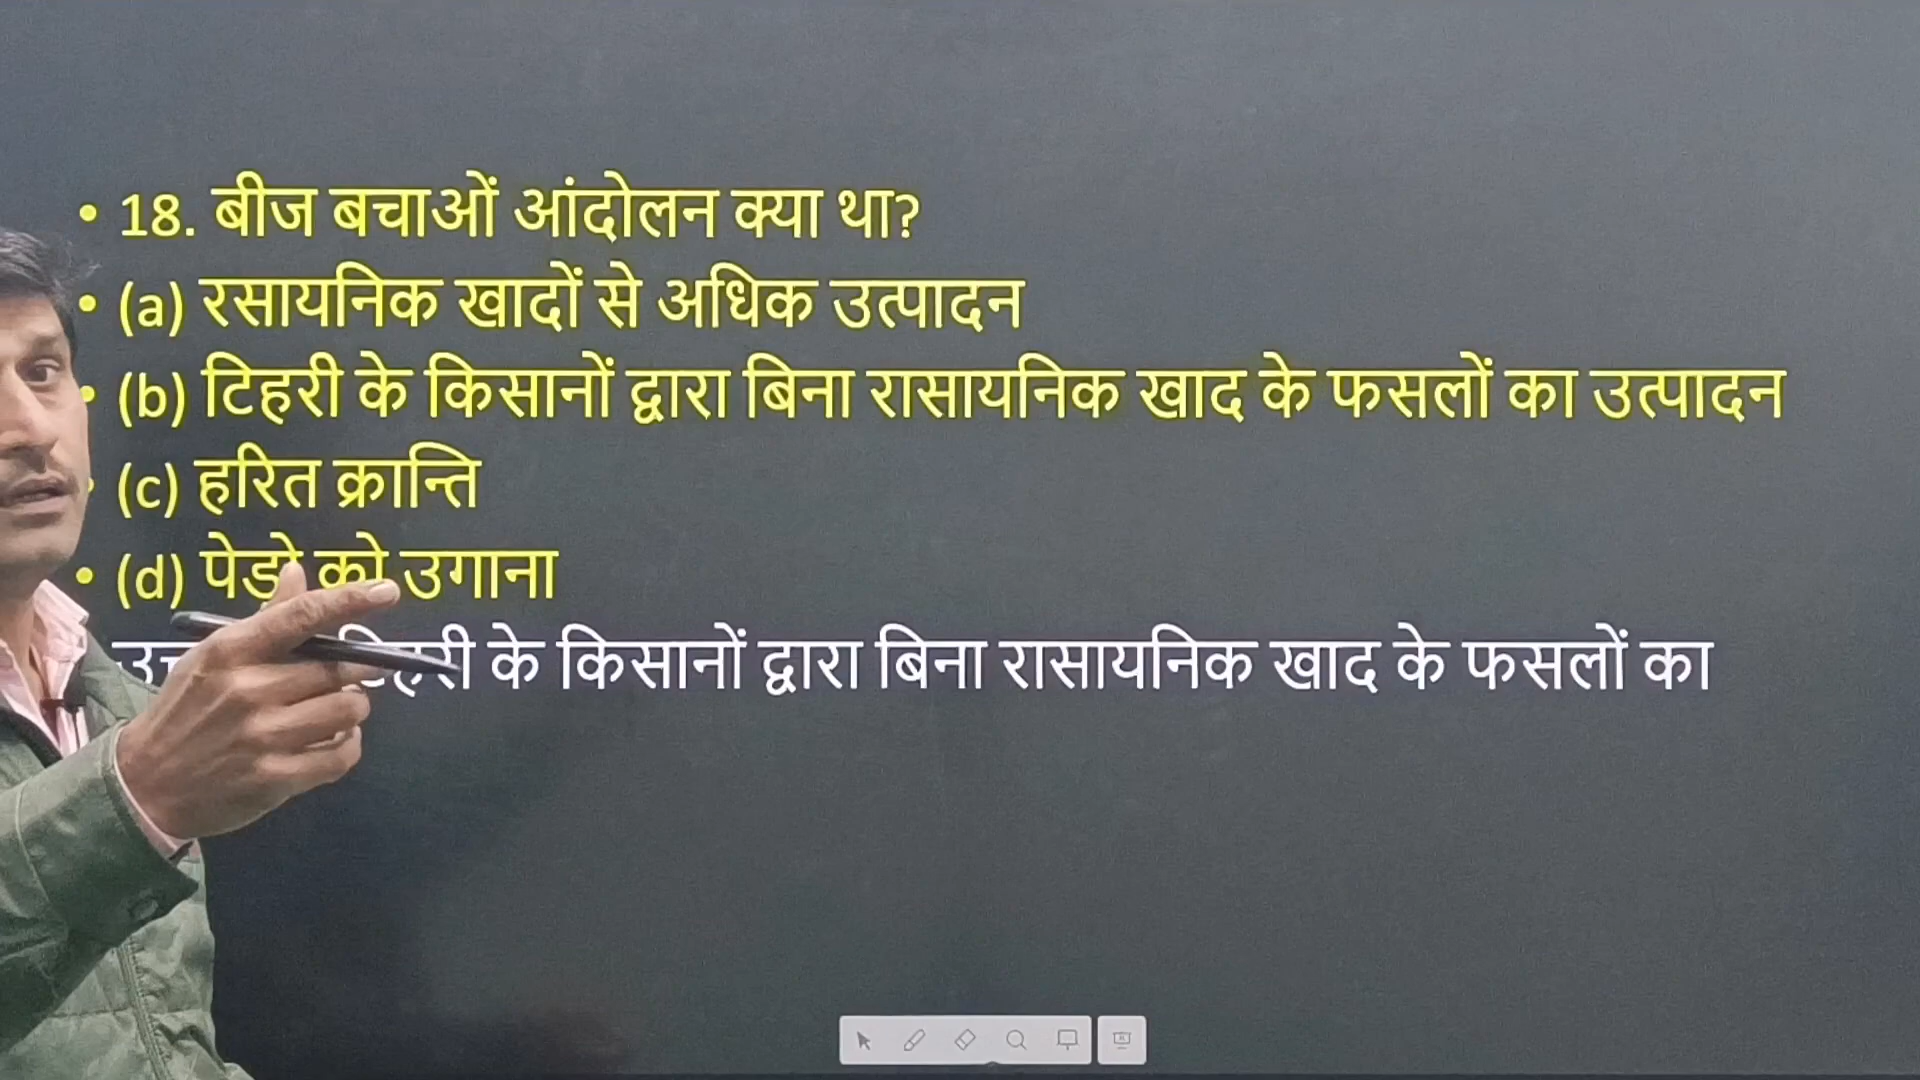 • 18. बीज बचाओं आंदोलन क्या था?
• (a) रसायनिक खादों से अधिक उत्पादन
• (b) टिहरी के किसानों द्वारा बिना रासायनिक खाद के फसलों का उत्पादन
• (c) हरित क्रान्ति
• (d) पेड़ो को उगाना
के किसानों द्वारा बिना रासायनिक खाद के फसलों का